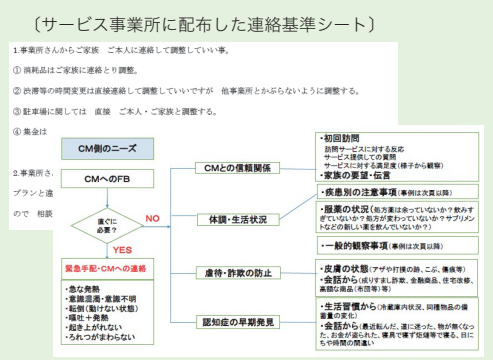 〔サービス事業所に配布した連絡基準シート〕
1.事業所さんからご家族 ご本人に連絡して調整していい事。
① 消耗品はご家族に連絡とり調整。
② 渋滞等の時間変更は直接連絡して調整していいですが 他事業所とかぶらないように調整する。
③ 駐車場に関しては 直接 ご本人・ご家族と調整する。
④ 集金は
2.事業所さ
プランと違
ので 相談
CM側のニーズ
CMへのFB
直ぐに
必要?
NO
YES
緊急手配・CMへの連絡
・急な発熱
・意識混濁・意識不明
・転倒(動けない状態)
・嘔吐+発熱
・起き上がれない
・ろれつがまわらない
CMとの信頼関係
・初回訪問
訪問サービスに対する反応
サービス提供しての質問
サービスに対する満足度(様子から観察)
・家族の要望・伝言
体調・生活状況
・疾患別の注意事項(事例は次頁以降)
・服薬の状況(処方薬は余っていないか?飲みす
ぎていないか?処方が変わっていないか?サプリメン
トなどの新しい薬を飲んでいないか?)
・一般的観察事項(事例は次頁以降)
虐待・詐欺の防止
・皮膚の状態(アザや打撲の跡、こぶ、傷痕等)
・会話から(成りすまし詐欺、金融商品、住宅改修、
高額な商品(布団等)等)
認知症の早期発見
・生活習慣から(冷蔵庫内状況、同種物品の備
蓄量の変化)
・会話から(最近転んだ、道に迷った、物が無くなっ
た、お金が盗られた、寝具で寝ず炬燵等で寝る、日に
ちや時間の間違い